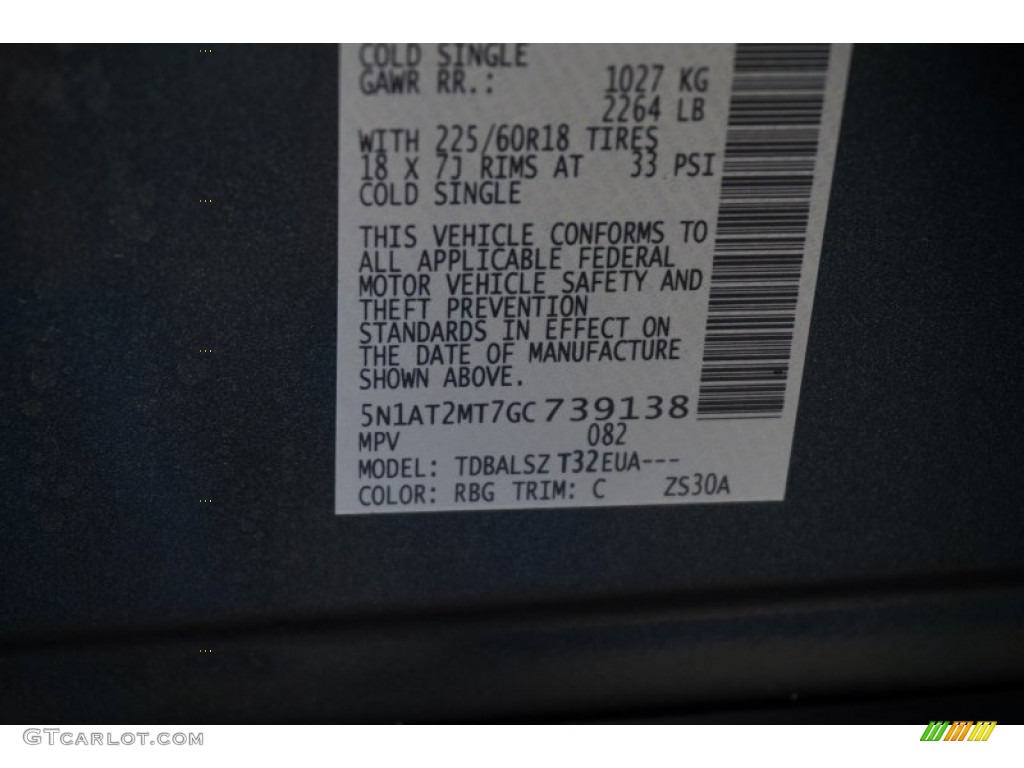 COLD SINGLE
GAWR RR.: 1027 KG
2264 LB
WITH 225/60R18 TIRES
18 X 7J RIMS AT 33 PSI
COLD SINGLE
THIS VEHICLE CONFORMS TO
ALL APPLICABLE FEDERAL
MOTOR VEHICLE SAFETY AND
THEFT PREVENTION
STANDARDS IN EFFECT ON
THE DATE OF MANUFACTURE
SHOWN ABOVE.
5N1AT2MT7GC739138
MPV 082
MODEL: TDBALSZ T32EUA---
COLOR: RBG TRIM: C ZS30A
GTCARLOT.COM